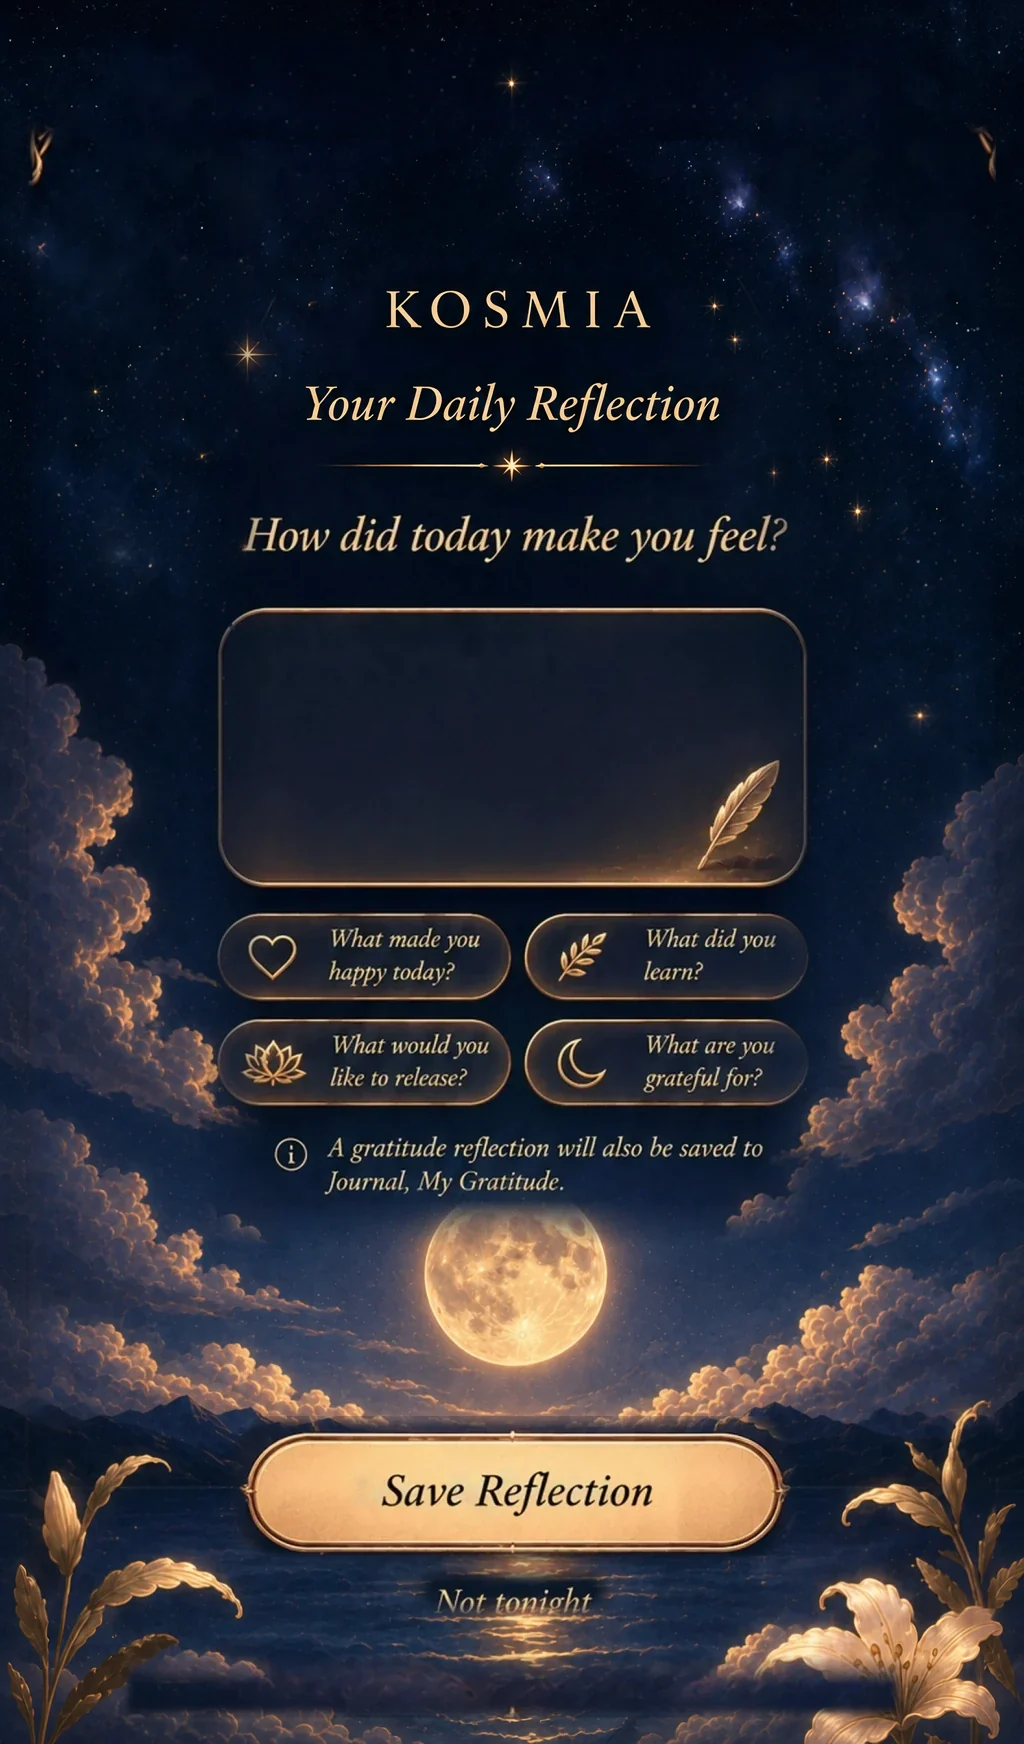 KOSMIA
Your Daily Reflection
How did today make you feel?
What made you
happy today?
What did you
learn?
What would you
like to release?
What are you
grateful for?
A gratitude reflection will also be saved to
Journal, My Gratitude.
Save Reflection
Not tonight